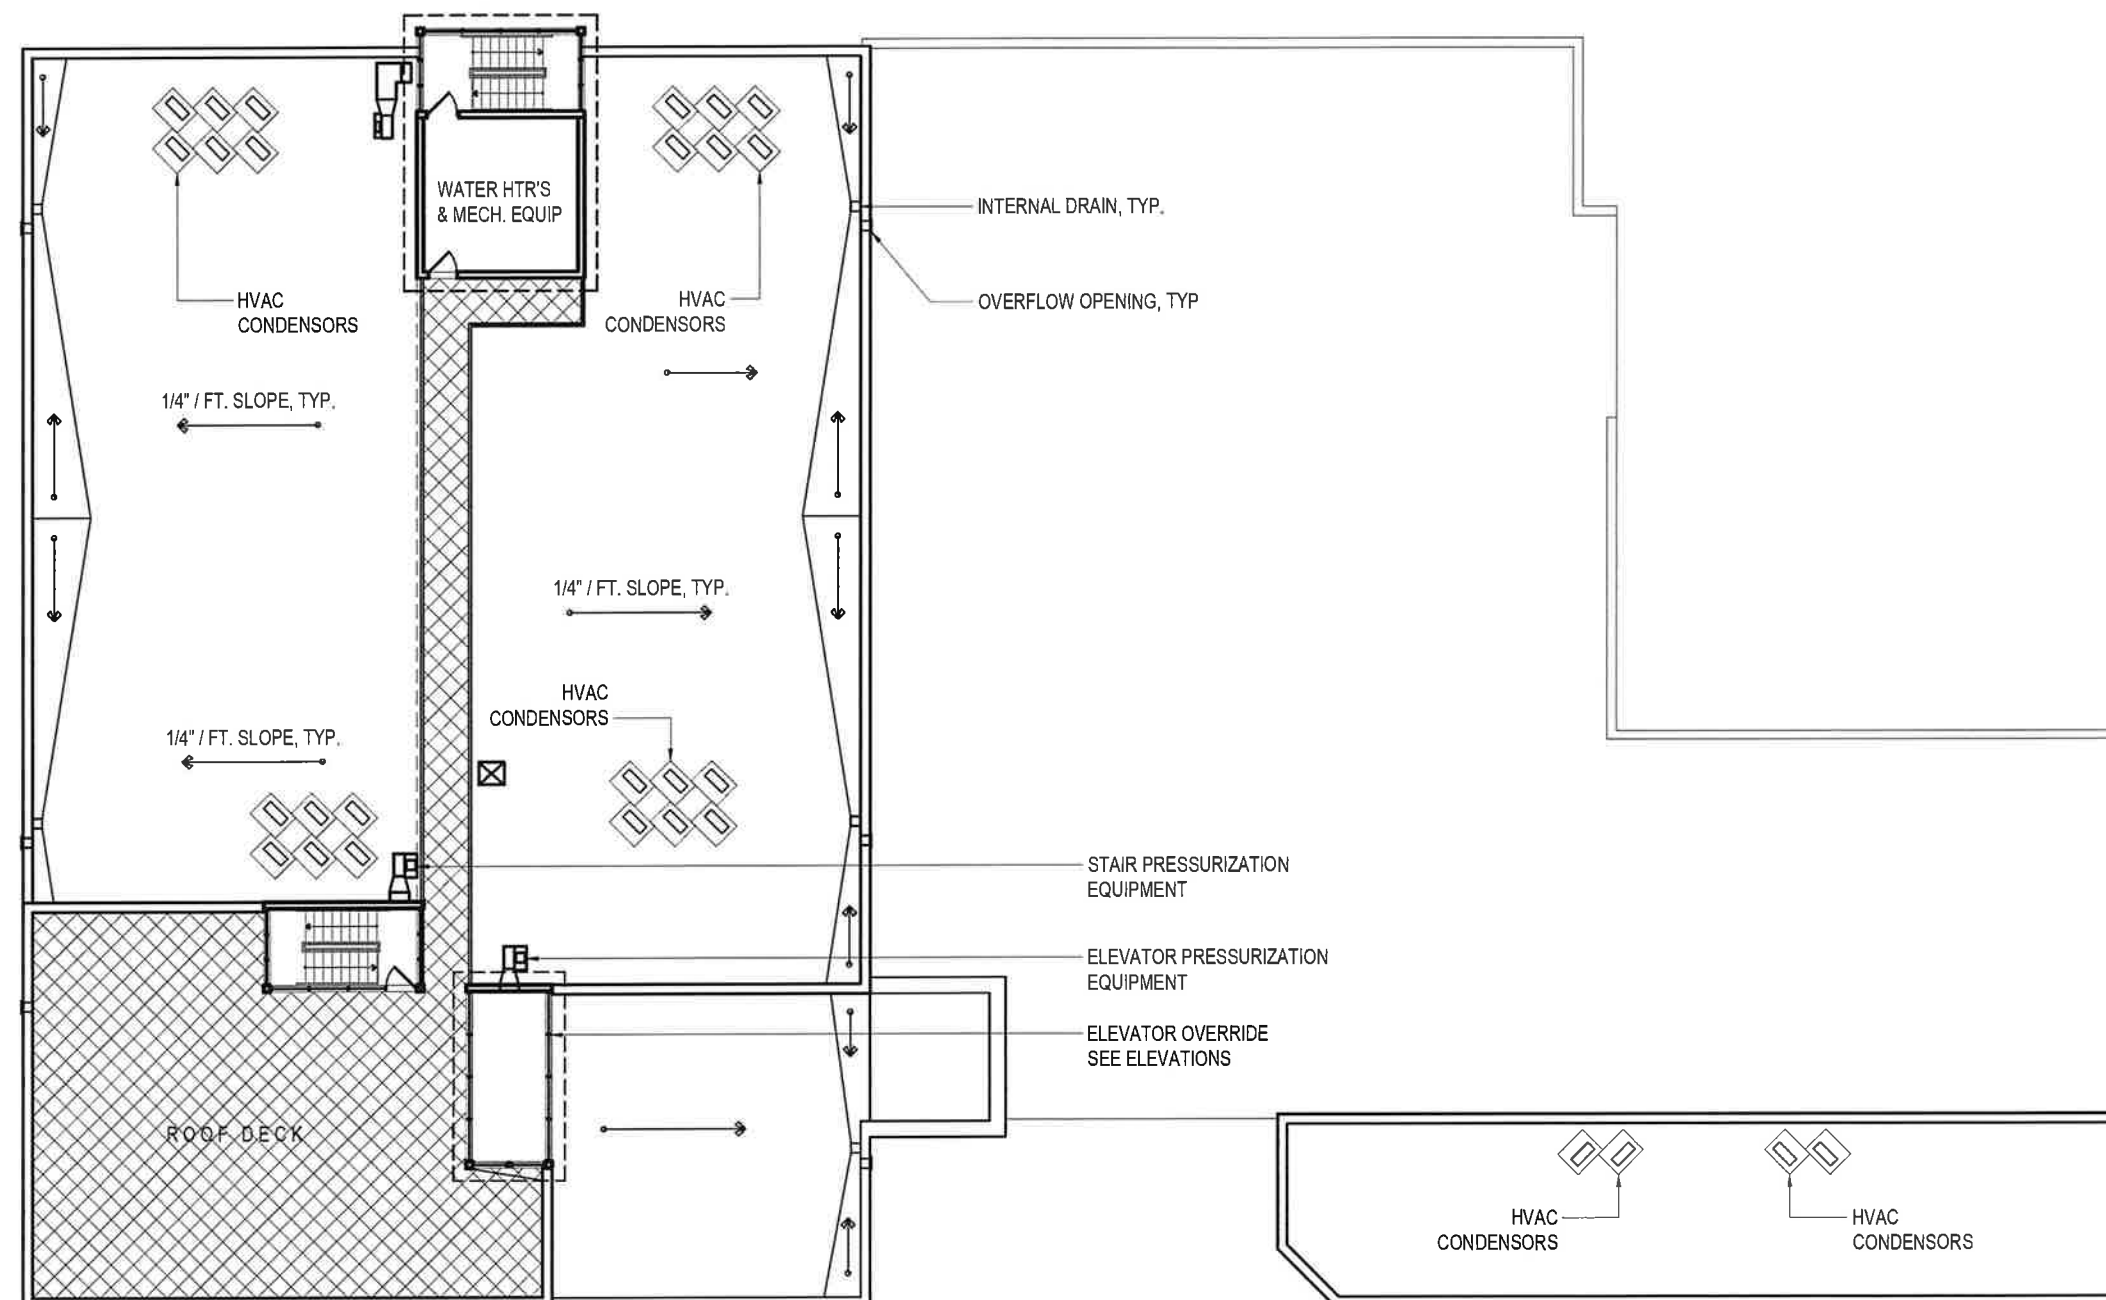 WATER HTR'S
& MECH. EQUIP
INTERNAL DRAIN, TYP.
HVAC
CONDENSORS
HVAC
CONDENSORS
OVERFLOW OPENING, TYP
1/4" / FT. SLOPE, TYP.
1/4" / FT. SLOPE, TYP.
HVAC
CONDENSORS
1/4" / FT. SLOPE, TYP.
STAIR PRESSURIZATION
EQUIPMENT
ELEVATOR PRESSURIZATION
EQUIPMENT
ELEVATOR OVERRIDE
SEE ELEVATIONS
ROOF DECK
HVAC
CONDENSORS
HVAC
CONDENSORS